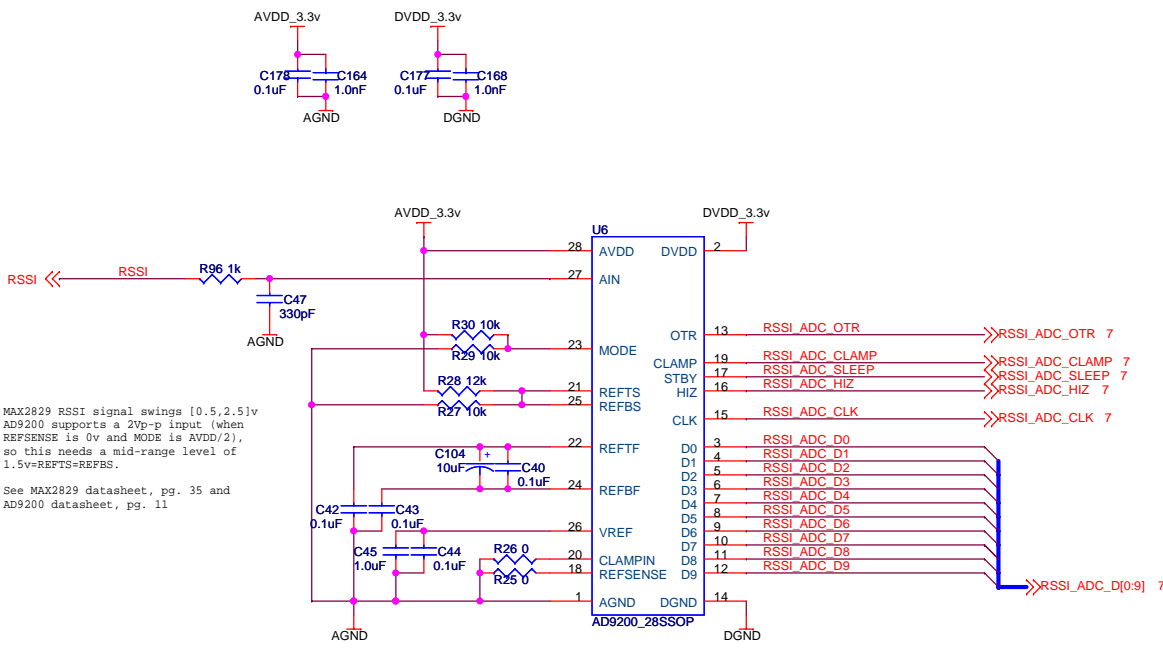 AVDD_3.3v
DVDD_3.3v
C178
0.1uF
C164
1.0nF
C177
0.1uF
C168
1.0nF
AGND
DGND
AVDD_3.3v
DVDD_3.3v
U6
28
AVDD
DVDD
2
RSSI
RSSI
R96 1k
27
AIN
C47
330pF
AGND
R30 10k
R29 10k
23
MODE
OTR
13
RSSI_ADC_OTR
RSSI_ADC_OTR 7
CLAMP
19
RSSI_ADC_CLAMP
RSSI_ADC_CLAMP 7
STBY
17
RSSI_ADC_SLEEP
RSSI_ADC_SLEEP 7
HIZ
16
RSSI_ADC_HIZ
RSSI_ADC_HIZ 7
R28 12k
R27 10k
21
REFTS
25
REFBS
CLK
15
RSSI_ADC_CLK
RSSI_ADC_CLK 7
MAX2829 RSSI signal swings [0.5,2.5]v
AD9200 supports a 2Vp-p input (when
REFSENSE is 0v and MODE is AVDD/2),
so this needs a mid-range level of
1.5v=REFTS=REFBS.
See MAX2829 datasheet, pg. 35 and
AD9200 datasheet, pg. 11
22
REFTF
C104
10uF
+
C40
0.1uF
24
REFBF
C42
0.1uF
C43
0.1uF
26
VREF
C45
1.0uF
C44
0.1uF
R26 0
R25 0
20
CLAMPIN
18
REFSENSE
1
AGND
DGND
14
D0
3
RSSI_ADC_D0
D1
4
RSSI_ADC_D1
D2
5
RSSI_ADC_D2
D3
6
RSSI_ADC_D3
D4
7
RSSI_ADC_D4
D5
8
RSSI_ADC_D5
D6
9
RSSI_ADC_D6
D7
10
RSSI_ADC_D7
D8
11
RSSI_ADC_D8
D9
12
RSSI_ADC_D9
RSSI_ADC_D[0:9] 7
AD9200_28SSOP
AGND
DGND